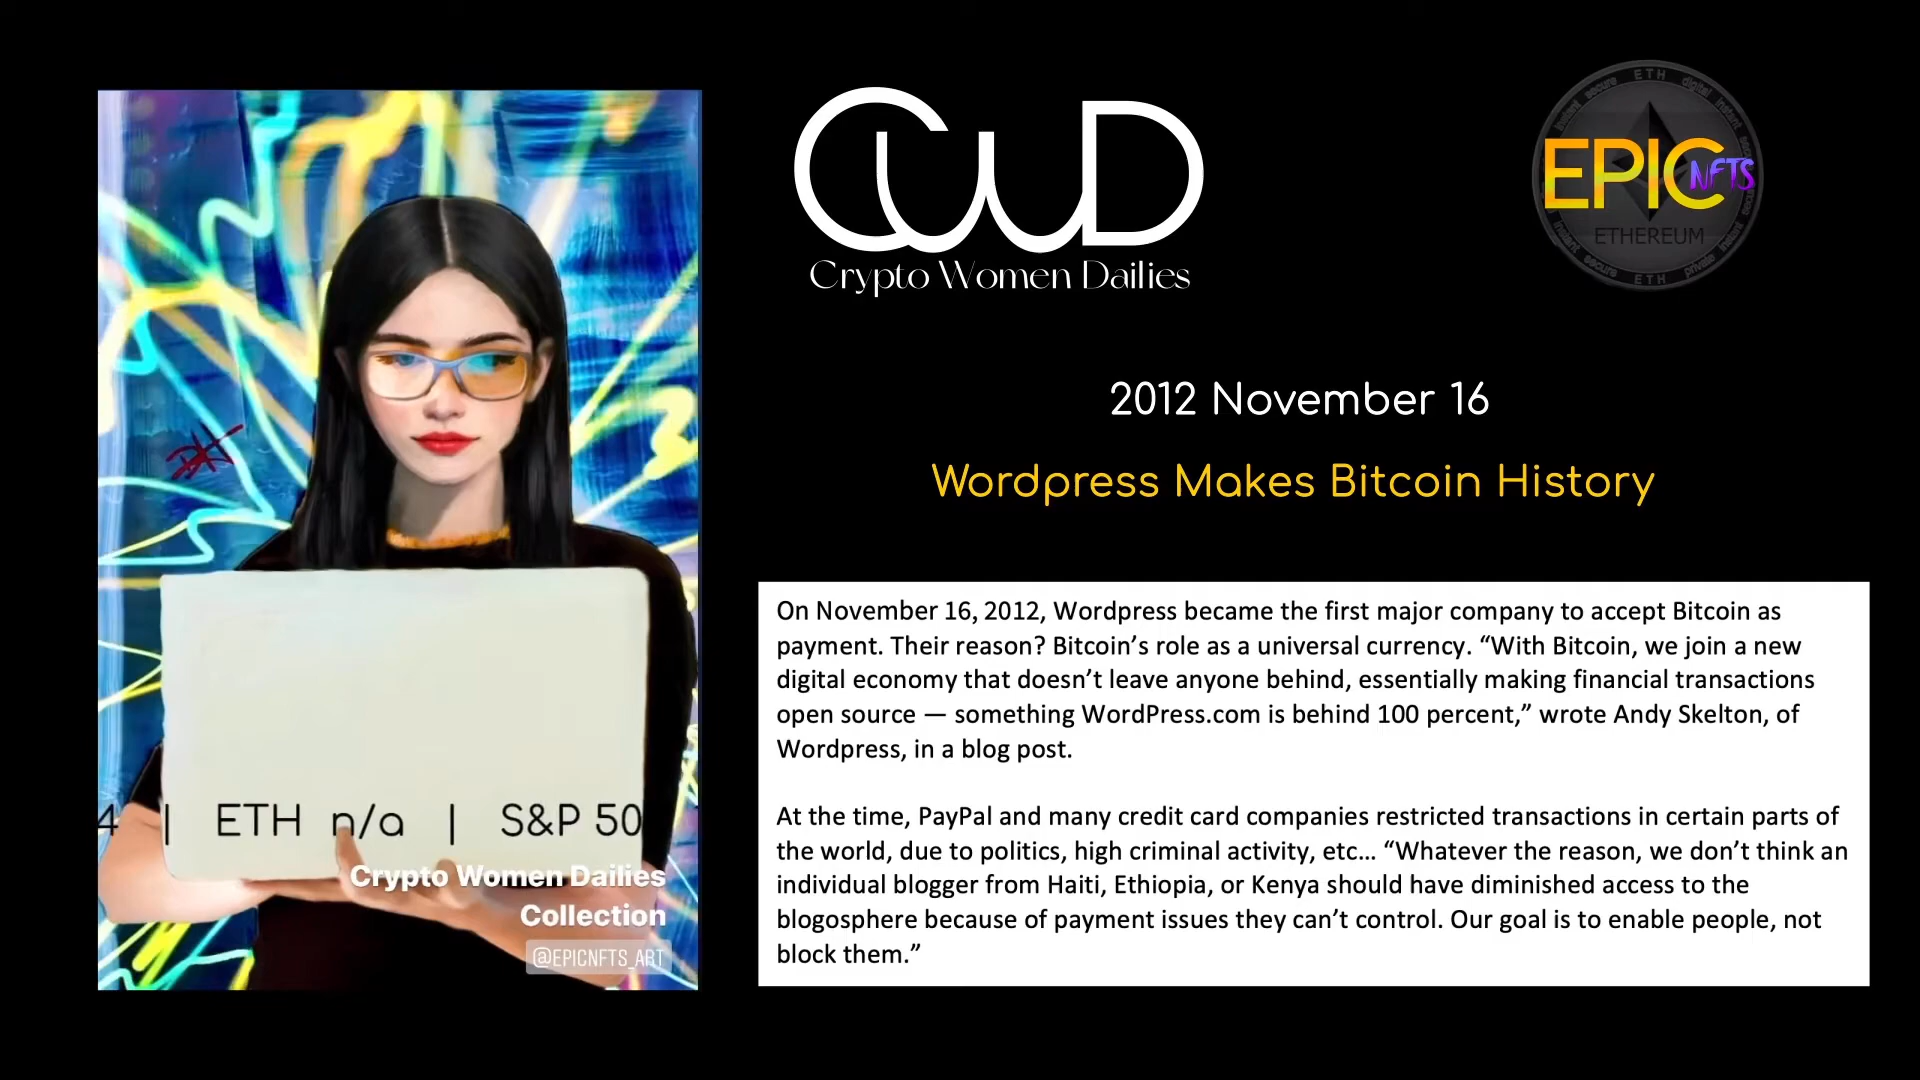 CWD
Crypto Women Dailies
EPIC NFTS
ETHEREUM
ETH
digital
secure
ETH
private
secure
2012 November 16
Wordpress Makes Bitcoin History
On November 16, 2012, Wordpress became the first major company to accept Bitcoin as
payment. Their reason? Bitcoin’s role as a universal currency. “With Bitcoin, we join a new
digital economy that doesn’t leave anyone behind, essentially making financial transactions
open source — something WordPress.com is behind 100 percent,” wrote Andy Skelton, of
Wordpress, in a blog post.
At the time, PayPal and many credit card companies restricted transactions in certain parts of
the world, due to politics, high criminal activity, etc… “Whatever the reason, we don’t think an
individual blogger from Haiti, Ethiopia, or Kenya should have diminished access to the
blogosphere because of payment issues they can’t control. Our goal is to enable people, not
block them.”
4 | ETH n/a | S&P 50
Crypto Women Dailies
Collection
@EPICNFTS_ART